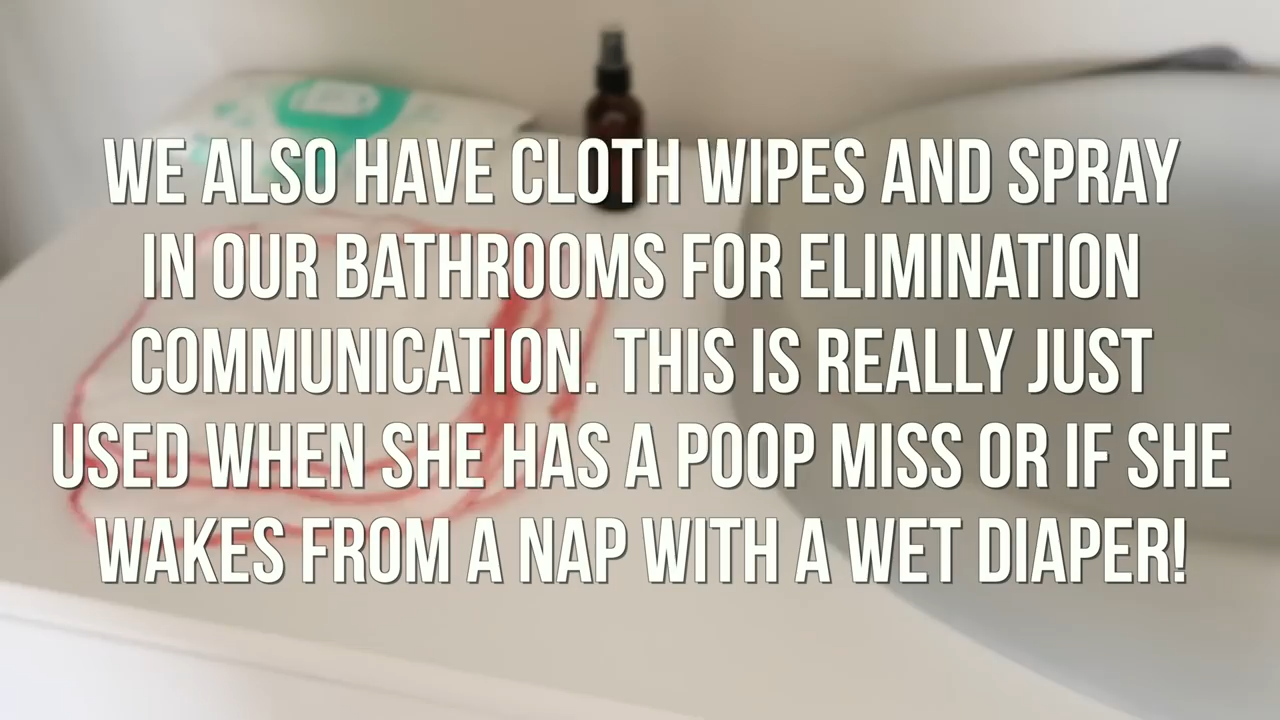 WE ALSO HAVE CLOTH WIPES AND SPRAY
IN OUR BATHROOMS FOR ELIMINATION
COMMUNICATION. THIS IS REALLY JUST
USED WHEN SHE HAS A POOP MISS OR IF SHE
WAKES FROM A NAP WITH A WET DIAPER!